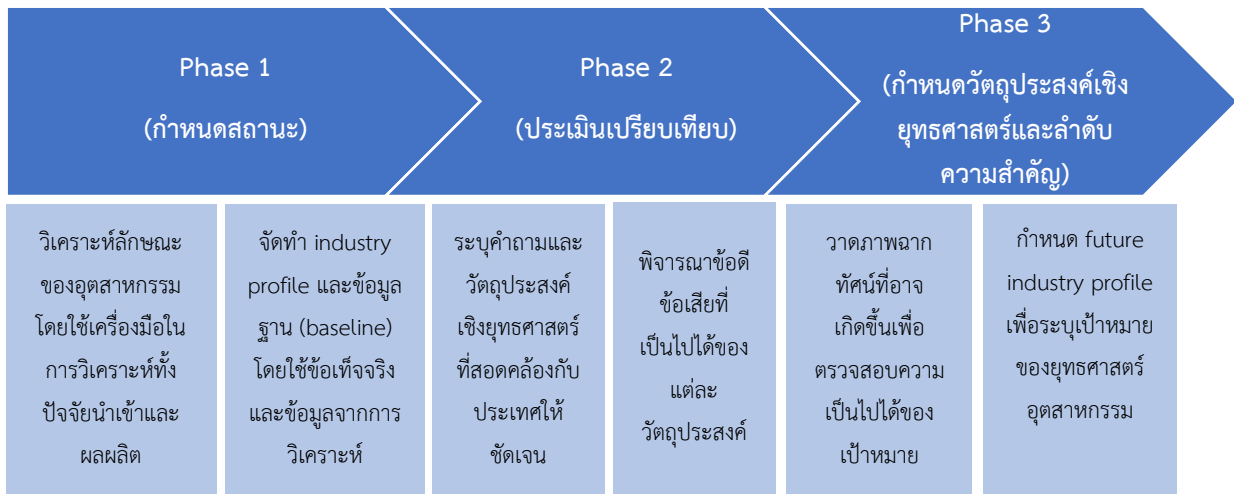 Phase 1
(กำหนดสถานะ)
Phase 2
(ประเมินเปรียบเทียบ)
Phase 3
(กำหนดวัตถุประสงค์เชิง
ยุทธศาสตร์และลำดับ
ความสำคัญ)
วิเคราะห์ลักษณะ
ของอุตสาหกรรม
โดยใช้เครื่องมือใน
การวิเคราะห์ทั้ง
ปัจจัยนำเข้าและ
ผลผลิต
จัดทำ industry
profile และข้อมูล
ฐาน (baseline)
โดยใช้ข้อเท็จจริง
และข้อมูลจากการ
วิเคราะห์
ระบุคำถามและ
วัตถุประสงค์
เชิงยุทธศาสตร์
ที่สอดคล้องกับ
ประเทศให้
ชัดเจน
พิจารณาข้อดี
ข้อเสียที่
เป็นไปได้ของ
แต่ละ
วัตถุประสงค์
วาดภาพฉาก
ทัศน์ที่อาจ
เกิดขึ้นเพื่อ
ตรวจสอบความ
เป็นไปได้ของ
เป้าหมาย
กำหนด future
industry profile
เพื่อระบุเป้าหมาย
ของยุทธศาสตร์
อุตสาหกรรม